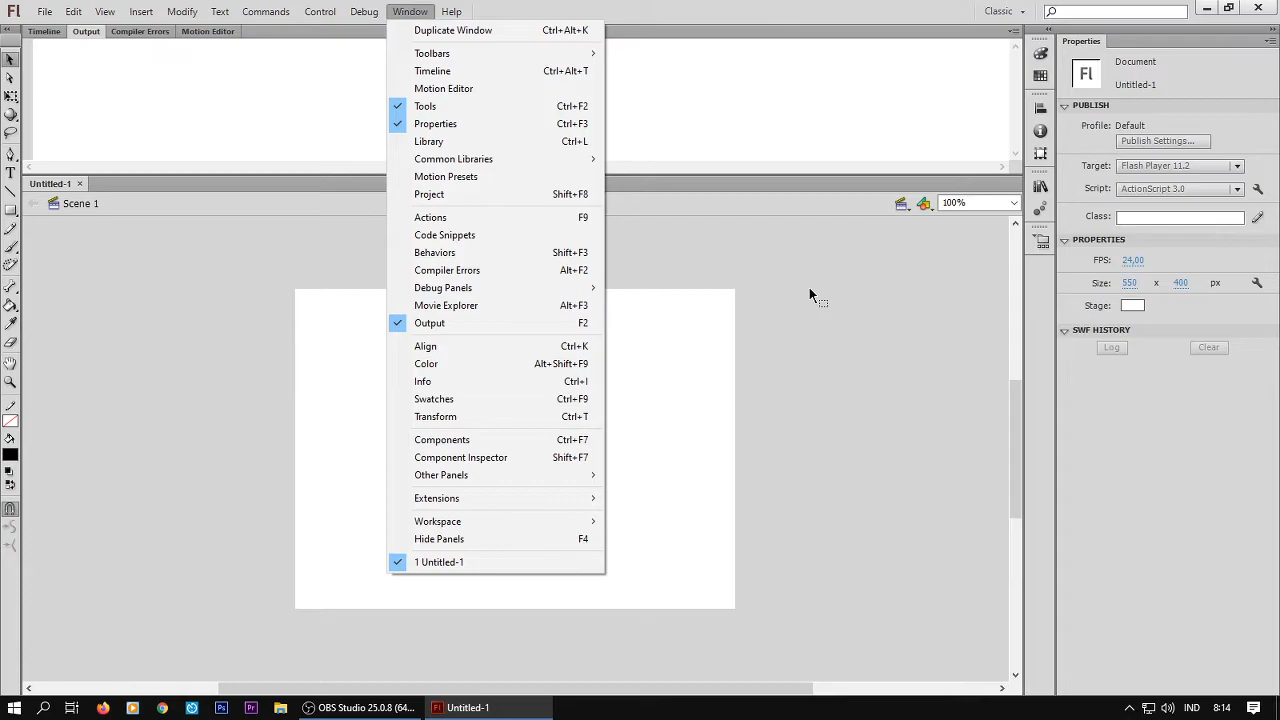 Fl File Edit View Insert Modify Text Commands Control Debug Window Help Classic
Timeline Output Compiler Errors Motion Editor
Duplicate Window Ctrl+Alt+K
Toolbars
Timeline Ctrl+Alt+T
Motion Editor
Tools Ctrl+F2
Properties Ctrl+F3
Library Ctrl+L
Common Libraries
Motion Presets
Project Shift+F8
Actions F9
Code Snippets
Behaviors Shift+F3
Compiler Errors Alt+F2
Debug Panels
Movie Explorer Alt+F3
Output F2
Align Ctrl+K
Color Alt+Shift+F9
Info Ctrl+I
Swatches Ctrl+F9
Transform Ctrl+T
Components Ctrl+F7
Component Inspector Shift+F7
Other Panels
Extensions
Workspace
Hide Panels F4
1 Untitled-1
Untitled-1
Scene 1
100%
Properties
Fl
Document
Untitled-1
PUBLISH
Profile: Default
Publish Settings...
Target: Flash Player 11.2
Script: ActionScript 3.0
Class:
PROPERTIES
FPS: 24,00
Size: 550 x 400 px
Stage:
SWF HISTORY
Log Clear
Ps Pr OBS Studio 25.0.8 (64... Fl Untitled-1 IND 8:14